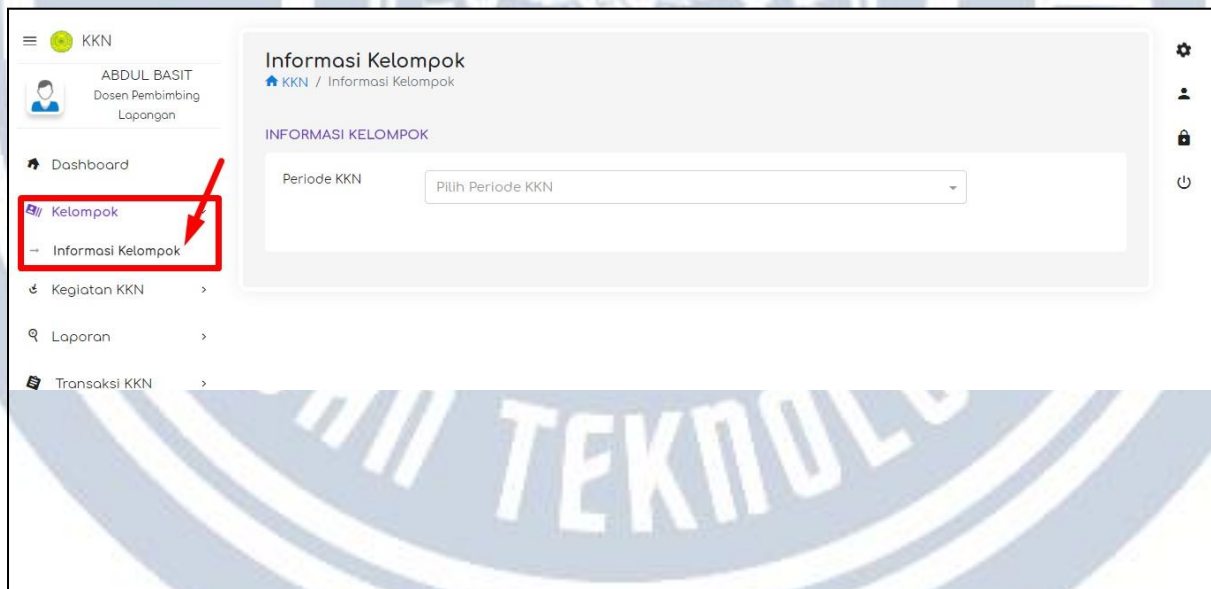 KKN
ABDUL BASIT
Dosen Pembimbing
Lapangan
Dashboard
Kelompok
Informasi Kelompok
Kegiatan KKN
Laporan
Transaksi KKN
Informasi Kelompok
KKN / Informasi Kelompok
INFORMASI KELOMPOK
Periode KKN
Pilih Periode KKN